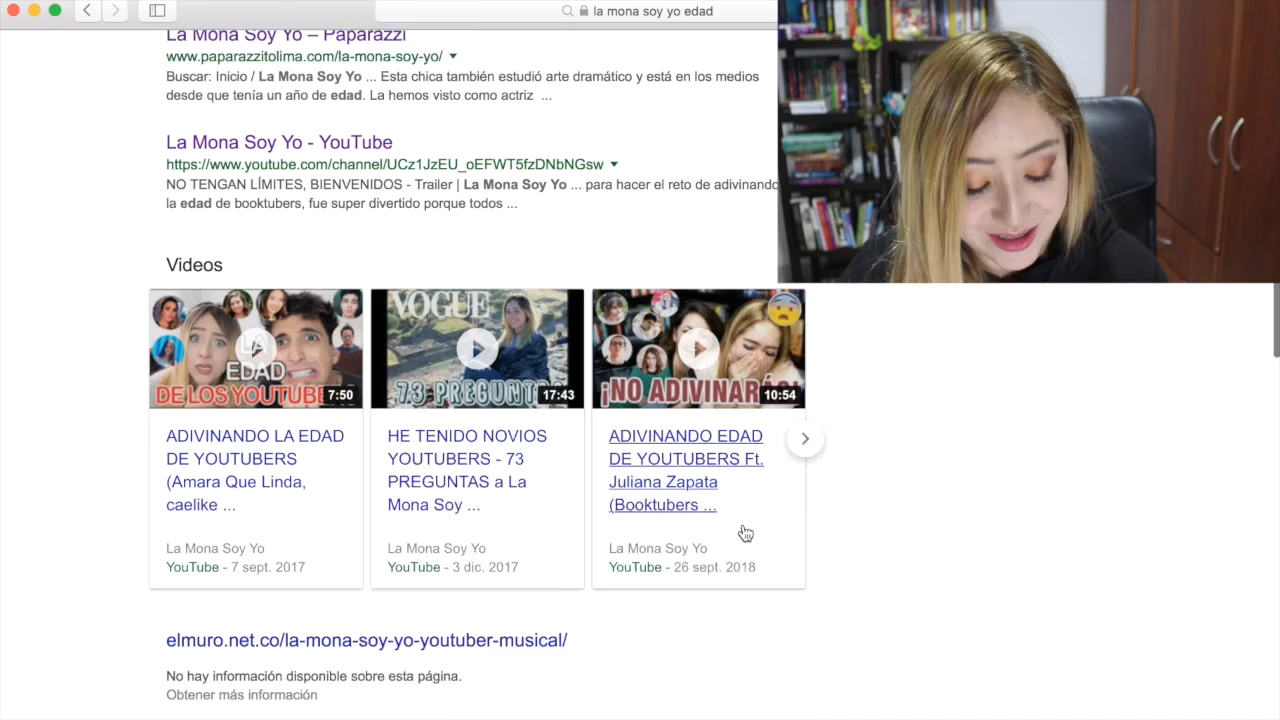 la mona soy yo edad
La Mona Soy Yo – Paparazzi
www.paparazzitolima.com/la-mona-soy-yo/
Buscar: Inicio / La Mona Soy Yo ... Esta chica también estudió arte dramático y está en los medios
desde que tenía un año de edad. La hemos visto como actriz ...
La Mona Soy Yo - YouTube
https://www.youtube.com/channel/UCz1JzEU_oEFWT5fzDNbNGsw
NO TENGAN LÍMITES, BIENVENIDOS - Trailer | La Mona Soy Yo ... para hacer el reto de adivinando
la edad de booktubers, fue super divertido porque todos ...
Videos
LA
EDAD
DE LOS YOUTUBE
7:50
VOGUE
73 PREGUNTA
17:43
¡NO ADIVINARÁS!
10:54
ADIVINANDO LA EDAD
DE YOUTUBERS
(Amara Que Linda,
caelike ...
La Mona Soy Yo
YouTube - 7 sept. 2017
HE TENIDO NOVIOS
YOUTUBERS - 73
PREGUNTAS a La
Mona Soy ...
La Mona Soy Yo
YouTube - 3 dic. 2017
ADIVINANDO EDAD
DE YOUTUBERS Ft.
Juliana Zapata
(Booktubers ...
La Mona Soy Yo
YouTube - 26 sept. 2018
elmuro.net.co/la-mona-soy-yo-youtuber-musical/
No hay información disponible sobre esta página.
Obtener más información